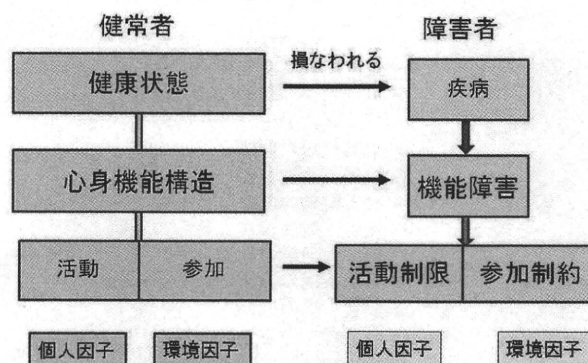 健常者 障害者
損なわれる
健康状態 疾病
心身機能構造 機能障害
活動 参加 活動制限 参加制約
個人因子 環境因子 個人因子 環境因子